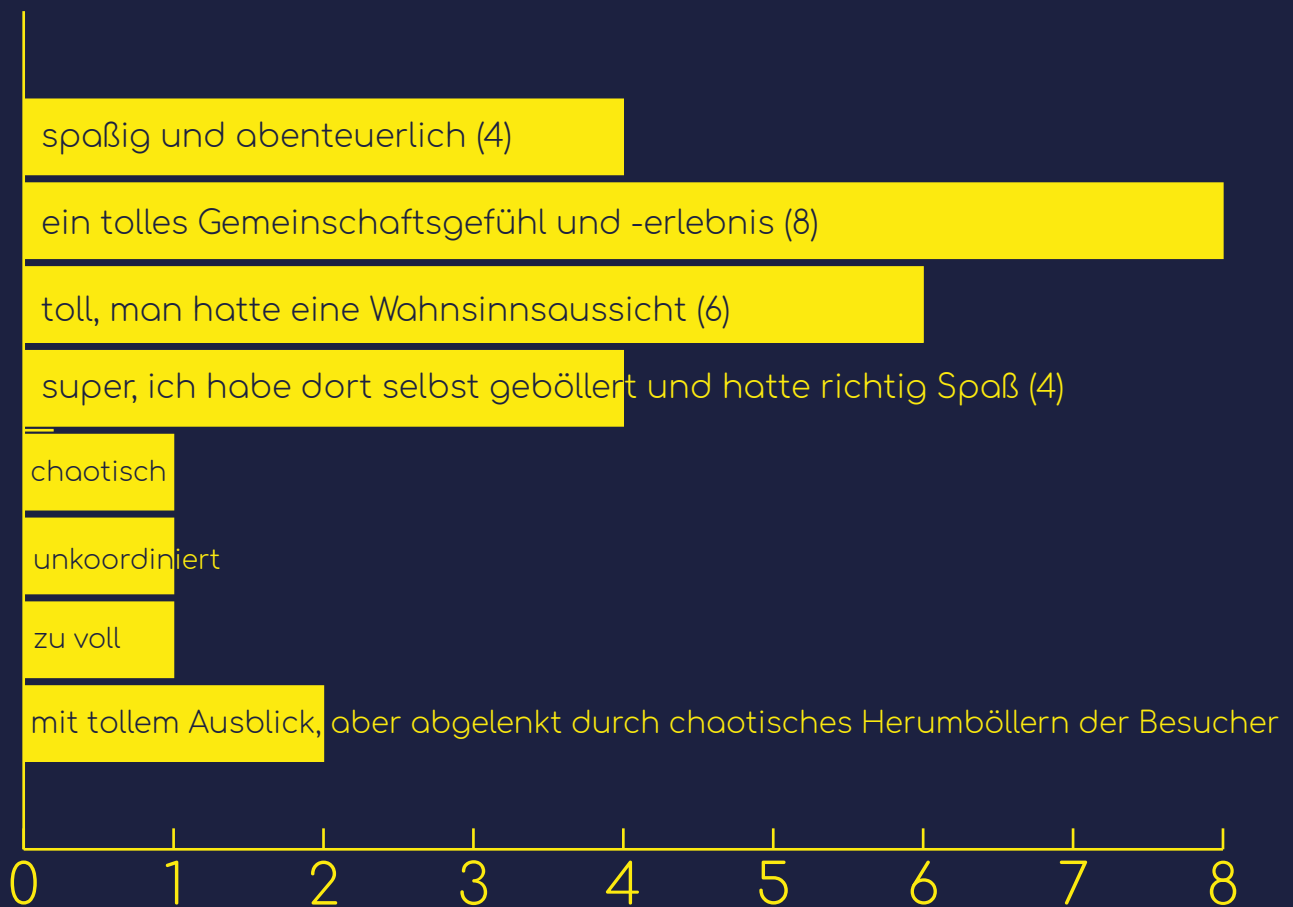 spaßig und abenteuerlich (4)
ein tolles Gemeinschaftsgefühl und -erlebnis (8)
toll, man hatte eine Wahnsinnsaussicht (6)
super, ich habe dort selbst geböllert und hatte richtig Spaß (4)
chaotisch
unkoordiniert
zu voll
mit tollem Ausblick, aber abgelenkt durch chaotisches Herumböllern der Besucher
0 1 2 3 4 5 6 7 8